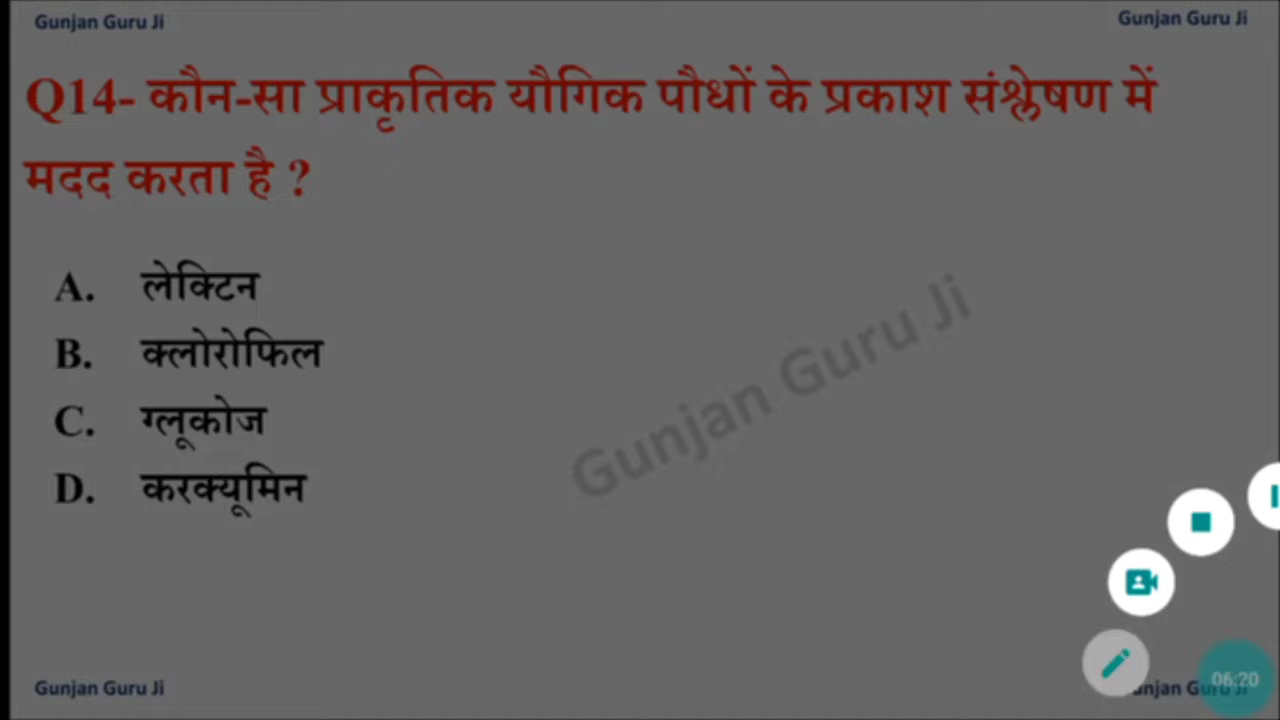 Gunjan Guru Ji
Gunjan Guru Ji
Q14- कौन-सा प्राकृतिक यौगिक पौधों के प्रकाश संश्लेषण में
मदद करता है ?
A. लेक्टिन
B. क्लोरोफिल
C. ग्लूकोज
D. करक्यूमिन
Gunjan Guru Ji
Gunjan Guru Ji
unjan Guru Ji
06:20